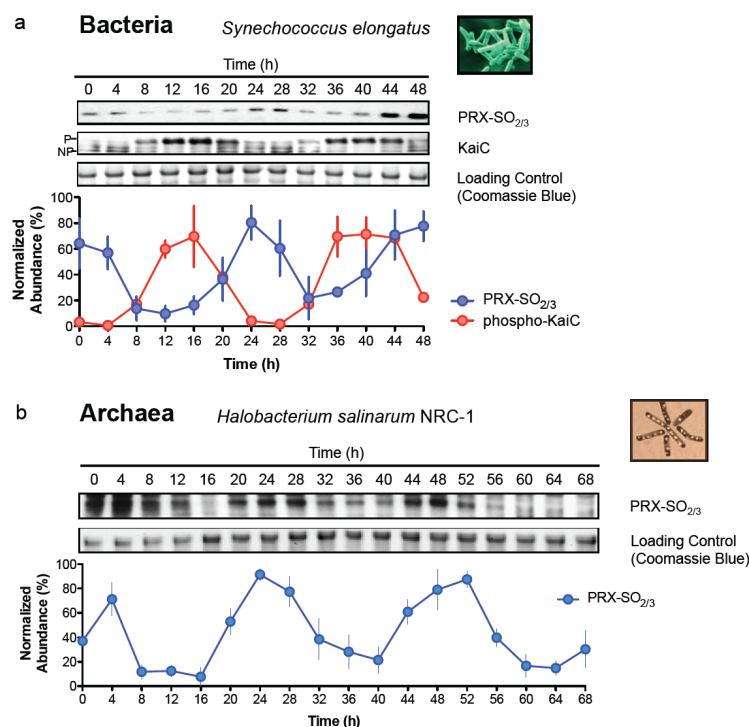 a
Bacteria
Synechococcus elongatus
Time (h)
0 4 8 12 16 20 24 28 32 36 40 44 48
PRX-SO2/3
P
NP
KaiC
Loading Control
(Coomassie Blue)
Normalized
Abundance (%)
100
80
60
40
20
0
0 4 8 12 16 20 24 28 32 36 40 44 48
Time (h)
PRX-SO2/3
phospho-KaiC
b
Archaea
Halobacterium salinarum NRC-1
Time (h)
0 4 8 12 16 20 24 28 32 36 40 44 48 52 56 60 64 68
PRX-SO2/3
Loading Control
(Coomassie Blue)
Normalized
Abundance (%)
100
80
60
40
20
0
0 4 8 12 16 20 24 28 32 36 40 44 48 52 56 60 64 68
Time (h)
PRX-SO2/3